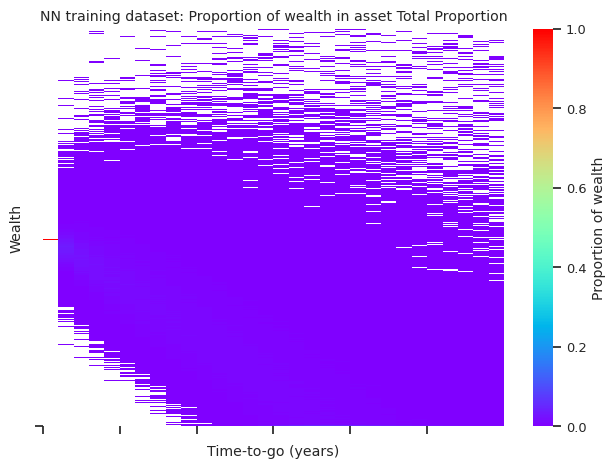 NN training dataset: Proportion of wealth in asset Total Proportion
Wealth
Time-to-go (years)
1.0
0.8
0.6
0.4
0.2
0.0
Proportion of wealth